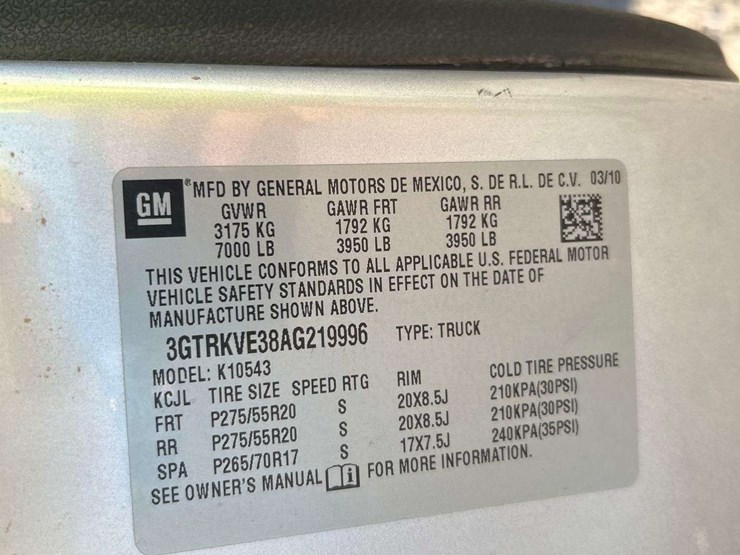 GM
®MFD BY GENERAL MOTORS DE MEXICO, S. DE R.L. DE C.V. 03/10
GVWR GAWR FRT GAWR RR
3175 KG 1792 KG 1792 KG
7000 LB 3950 LB 3950 LB
THIS VEHICLE CONFORMS TO ALL APPLICABLE U.S. FEDERAL MOTOR
VEHICLE SAFETY STANDARDS IN EFFECT ON THE DATE OF
MANUFACTURE SHOWN ABOVE.
3GTRKVE38AG219996 TYPE: TRUCK
MODEL: K10543
KCJL TIRE SIZE SPEED RTG RIM COLD TIRE PRESSURE
FRT P275/55R20 S 20X8.5J 210KPA(30PSI)
RR P275/55R20 S 20X8.5J 210KPA(30PSI)
SPA P265/70R17 S 17X7.5J 240KPA(35PSI)
SEE OWNER'S MANUAL i FOR MORE INFORMATION.